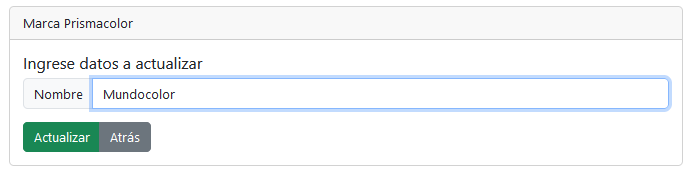 Marca Prismacolor
Ingrese datos a actualizar
Nombre Mundocolor
Actualizar Atrás